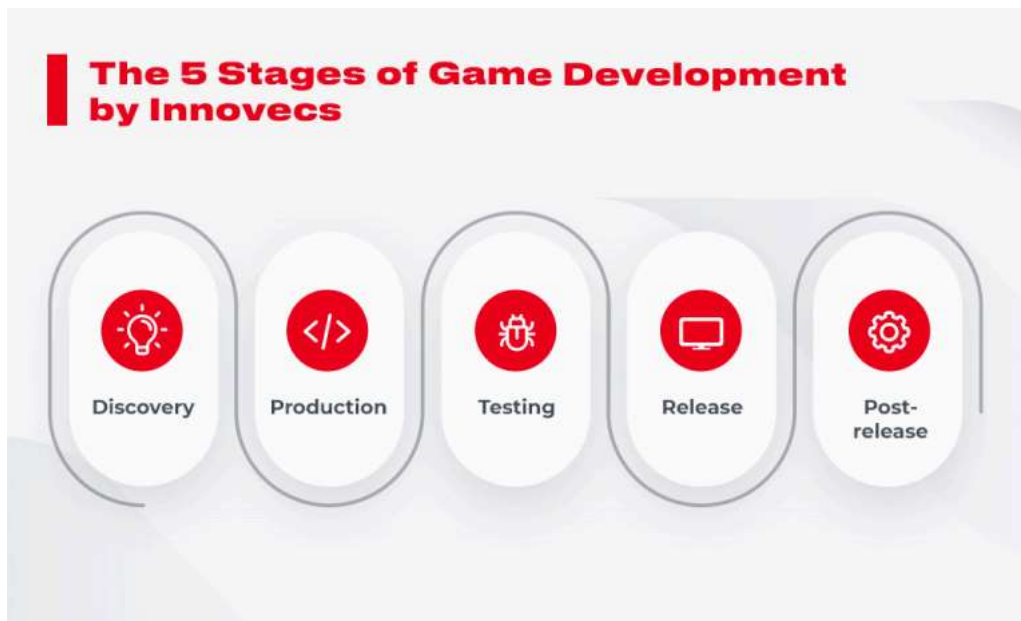 The 5 Stages of Game Development
by Innovecs
Discovery
Production
Testing
Release
Post-
release